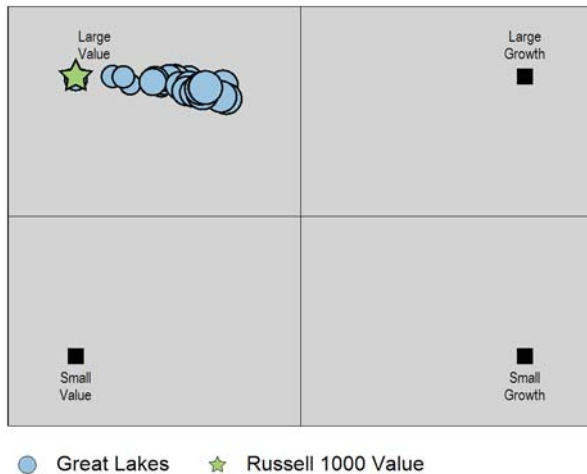 Large
Value
Large
Growth
Small
Value
Small
Growth
Great Lakes
Russell 1000 Value